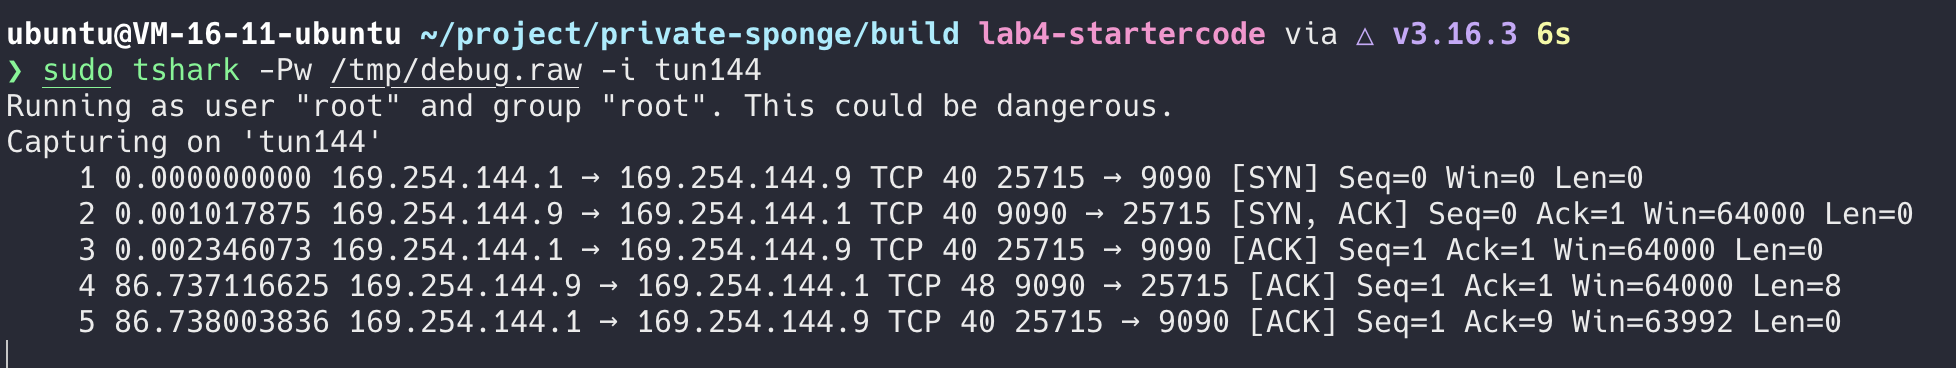 ubuntu@VM-16-11-ubuntu ~/project/private-sponge/build lab4-startercode via △ v3.16.3 6s
❯ sudo tshark -Pw /tmp/debug.raw -i tun144
Running as user "root" and group "root". This could be dangerous.
Capturing on 'tun144'
1 0.000000000 169.254.144.1 → 169.254.144.9 TCP 40 25715 → 9090 [SYN] Seq=0 Win=0 Len=0
2 0.001017875 169.254.144.9 → 169.254.144.1 TCP 40 9090 → 25715 [SYN, ACK] Seq=0 Ack=1 Win=64000 Len=0
3 0.002346073 169.254.144.1 → 169.254.144.9 TCP 40 25715 → 9090 [ACK] Seq=1 Ack=1 Win=64000 Len=0
4 86.737116625 169.254.144.9 → 169.254.144.1 TCP 48 9090 → 25715 [ACK] Seq=1 Ack=1 Win=64000 Len=8
5 86.738003836 169.254.144.1 → 169.254.144.9 TCP 40 25715 → 9090 [ACK] Seq=1 Ack=9 Win=63992 Len=0